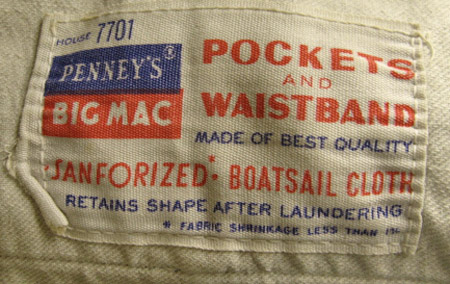 HOUSE 7701
PENNEY'S ®
BIG MAC
POCKETS
AND
WAISTBAND
MADE OF BEST QUALITY
SANFORIZED* · BOATSAIL CLOTH
RETAINS SHAPE AFTER LAUNDERING
* FABRIC SHRINKAGE LESS THAN 1%